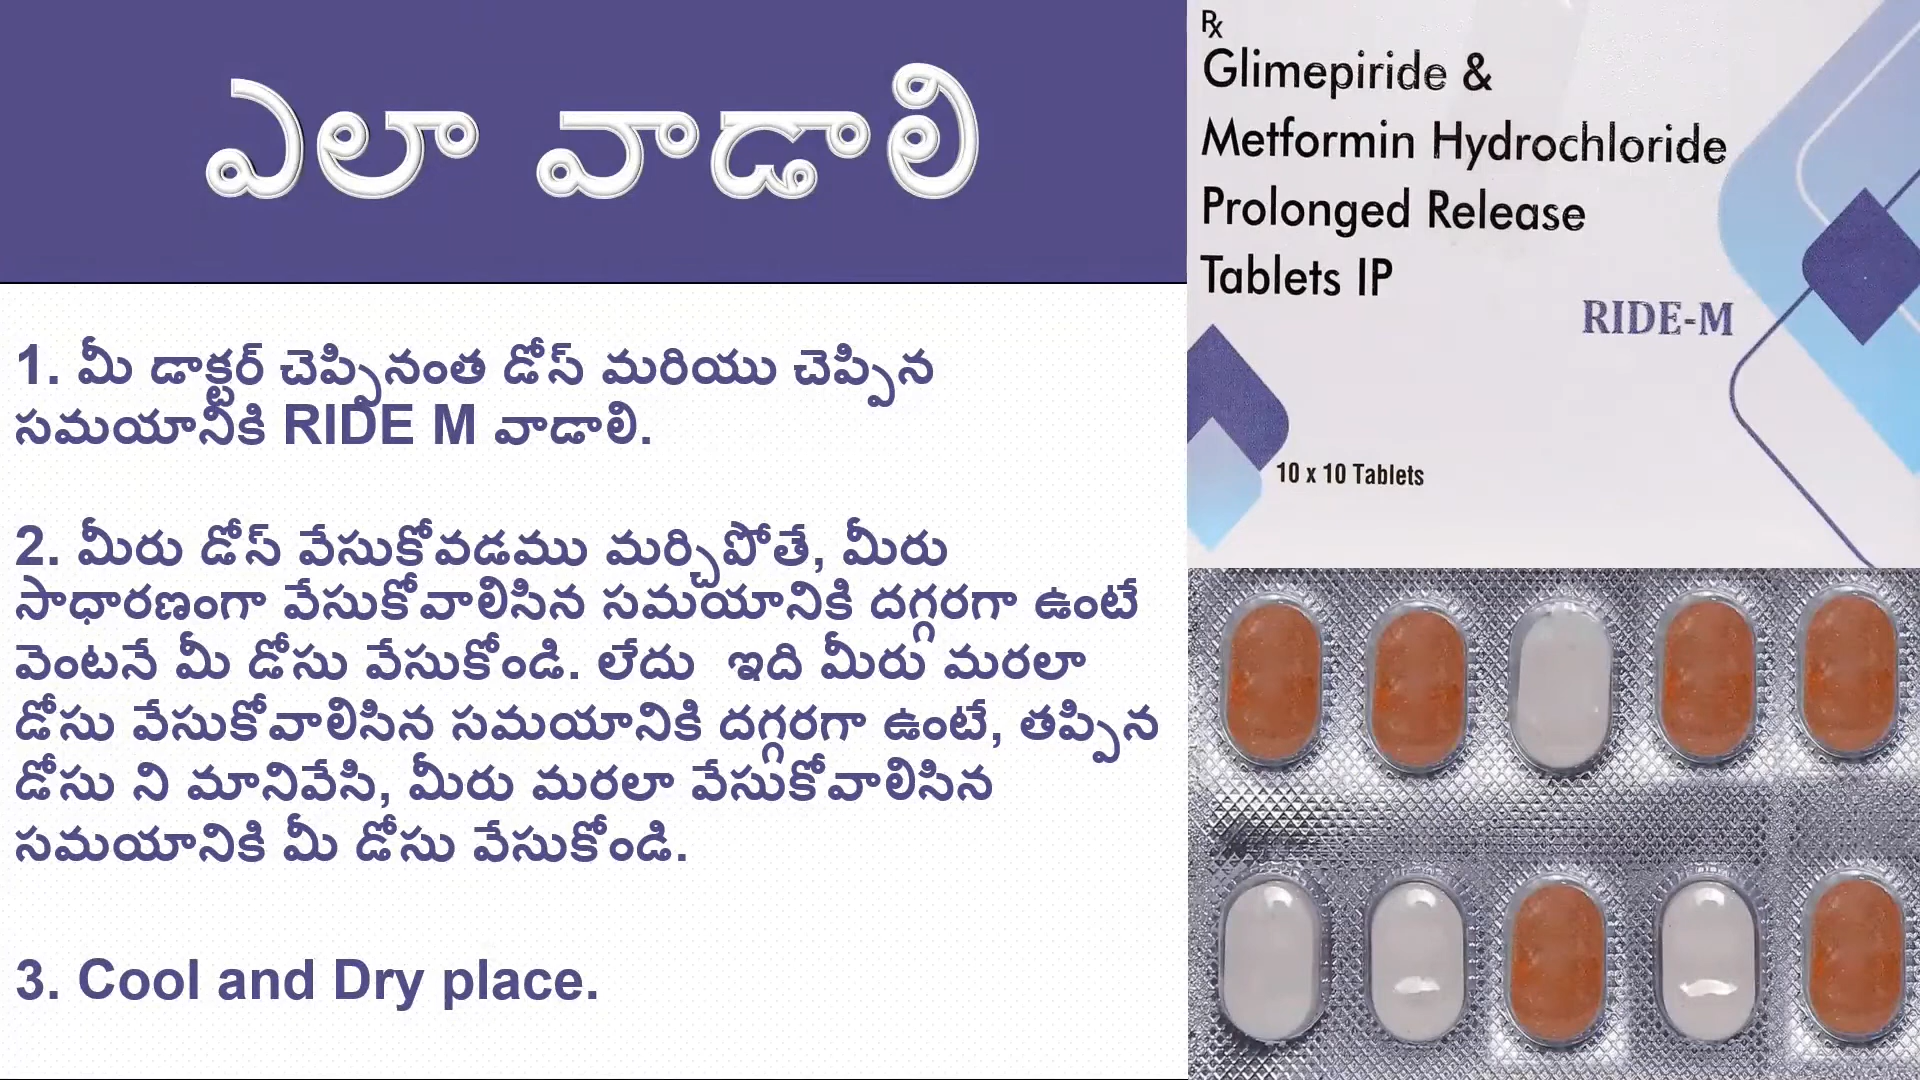 ఎలా వాడాలి
1. మీ డాక్టర్ చెప్పినంత డోస్ మరియు చెప్పిన
సమయానికి RIDE M వాడాలి.
2. మీరు డోస్ వేసుకోవడము మర్చిపోతే, మీరు
సాధారణంగా వేసుకోవాలిసిన సమయానికి దగ్గరగా ఉంటే
వెంటనే మీ డోసు వేసుకోండి. లేదు ఇది మీరు మరలా
డోసు వేసుకోవాలిసిన సమయానికి దగ్గరగా ఉంటే, తప్పిన
డోసు ని మానివేసి, మీరు మరలా వేసుకోవాలిసిన
సమయానికి మీ డోసు వేసుకోండి.
3. Cool and Dry place.
Rx
Glimepiride &
Metformin Hydrochloride
Prolonged Release
Tablets IP
RIDE-M
10 x 10 Tablets